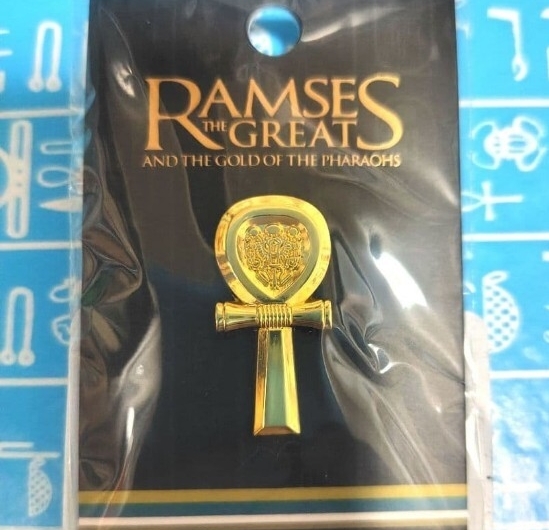 RAMSES
THE GREAT
AND THE GOLD OF THE PHARAOHS